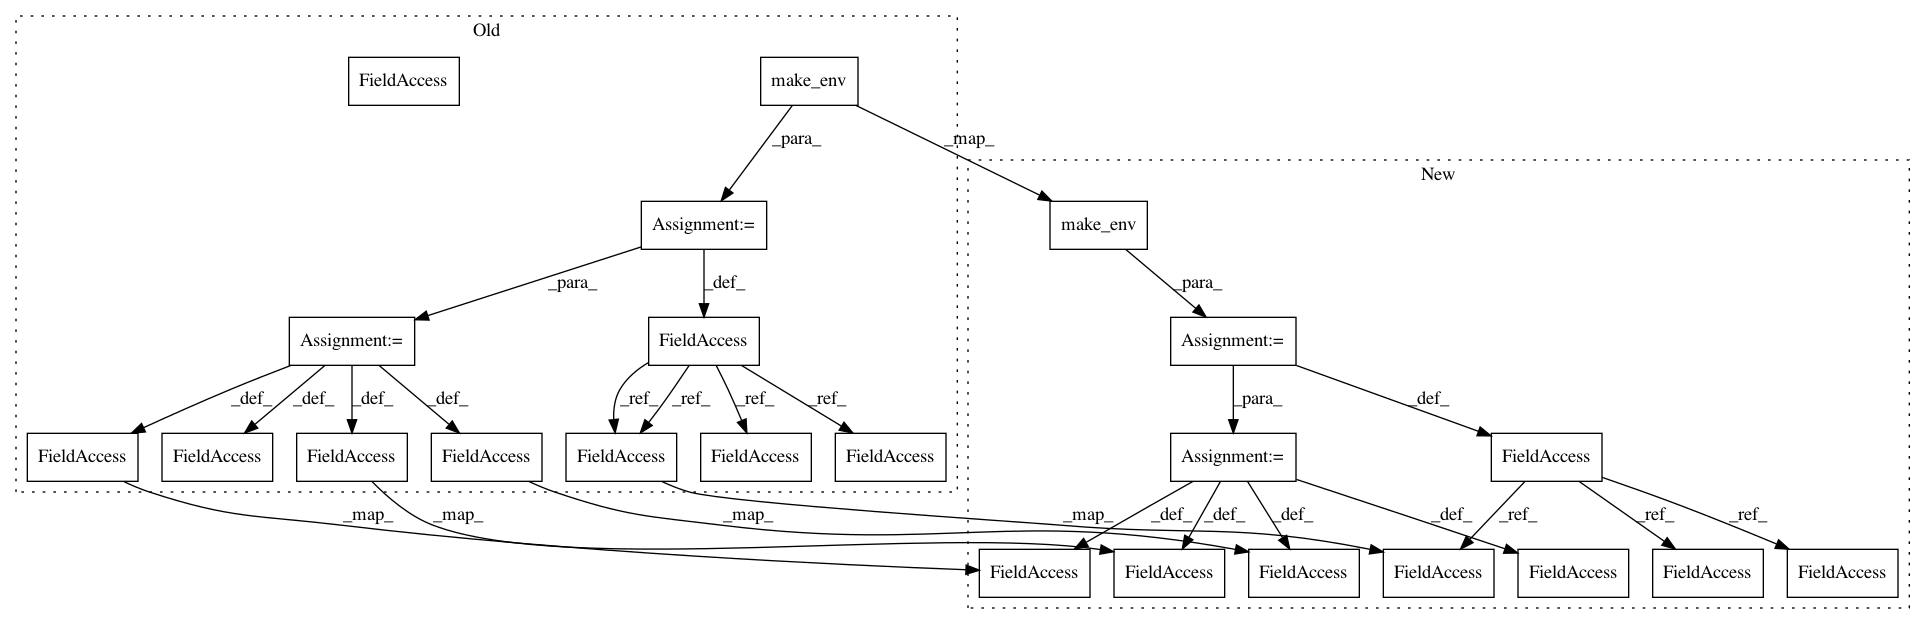 Old
FieldAccess
make_env
_para_
_map_
New
Assignment:=
make_env
_para_
_def_
_para_
Assignment:=
FieldAccess
Assignment:=
_def_
_def_
_def_
_def_
_ref_
_ref_
_ref_
_ref_
_para_
_def_
FieldAccess
FieldAccess
FieldAccess
FieldAccess
FieldAccess
FieldAccess
FieldAccess
Assignment:=
FieldAccess
_map_
_map_
_map_
_map_
_def_
_def_
_def_
_def_
_ref_
_ref_
_ref_
FieldAccess
FieldAccess
FieldAccess
FieldAccess
FieldAccess
FieldAccess
FieldAccess